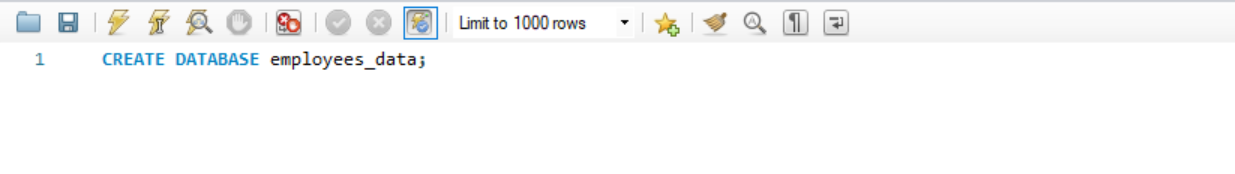 Limit to 1000 rows
1 CREATE DATABASE employees_data;